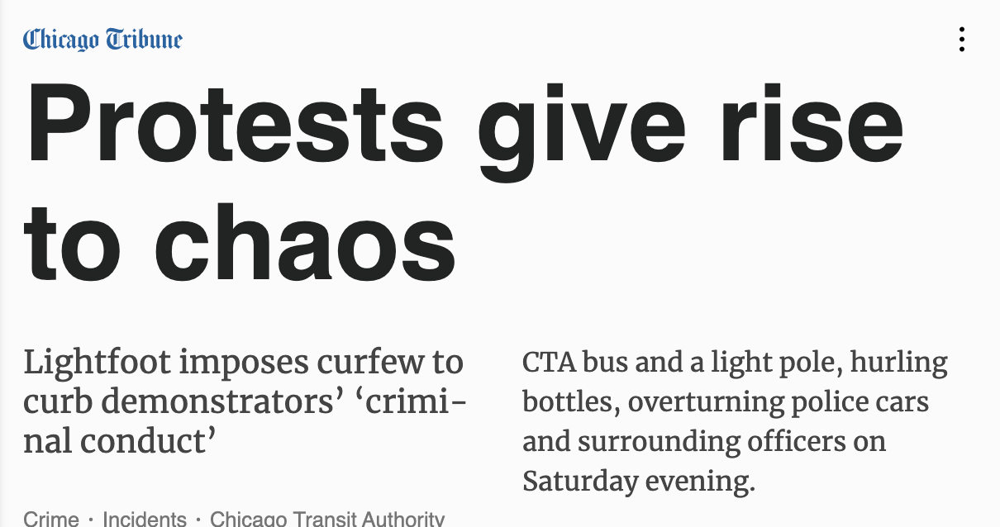 Chicago Tribune
Protests give rise
to chaos
Lightfoot imposes curfew to
curb demonstrators’ ‘crimi-
nal conduct’
Crime · Incidents · Chicago Transit Authority
CTA bus and a light pole, hurling
bottles, overturning police cars
and surrounding officers on
Saturday evening.